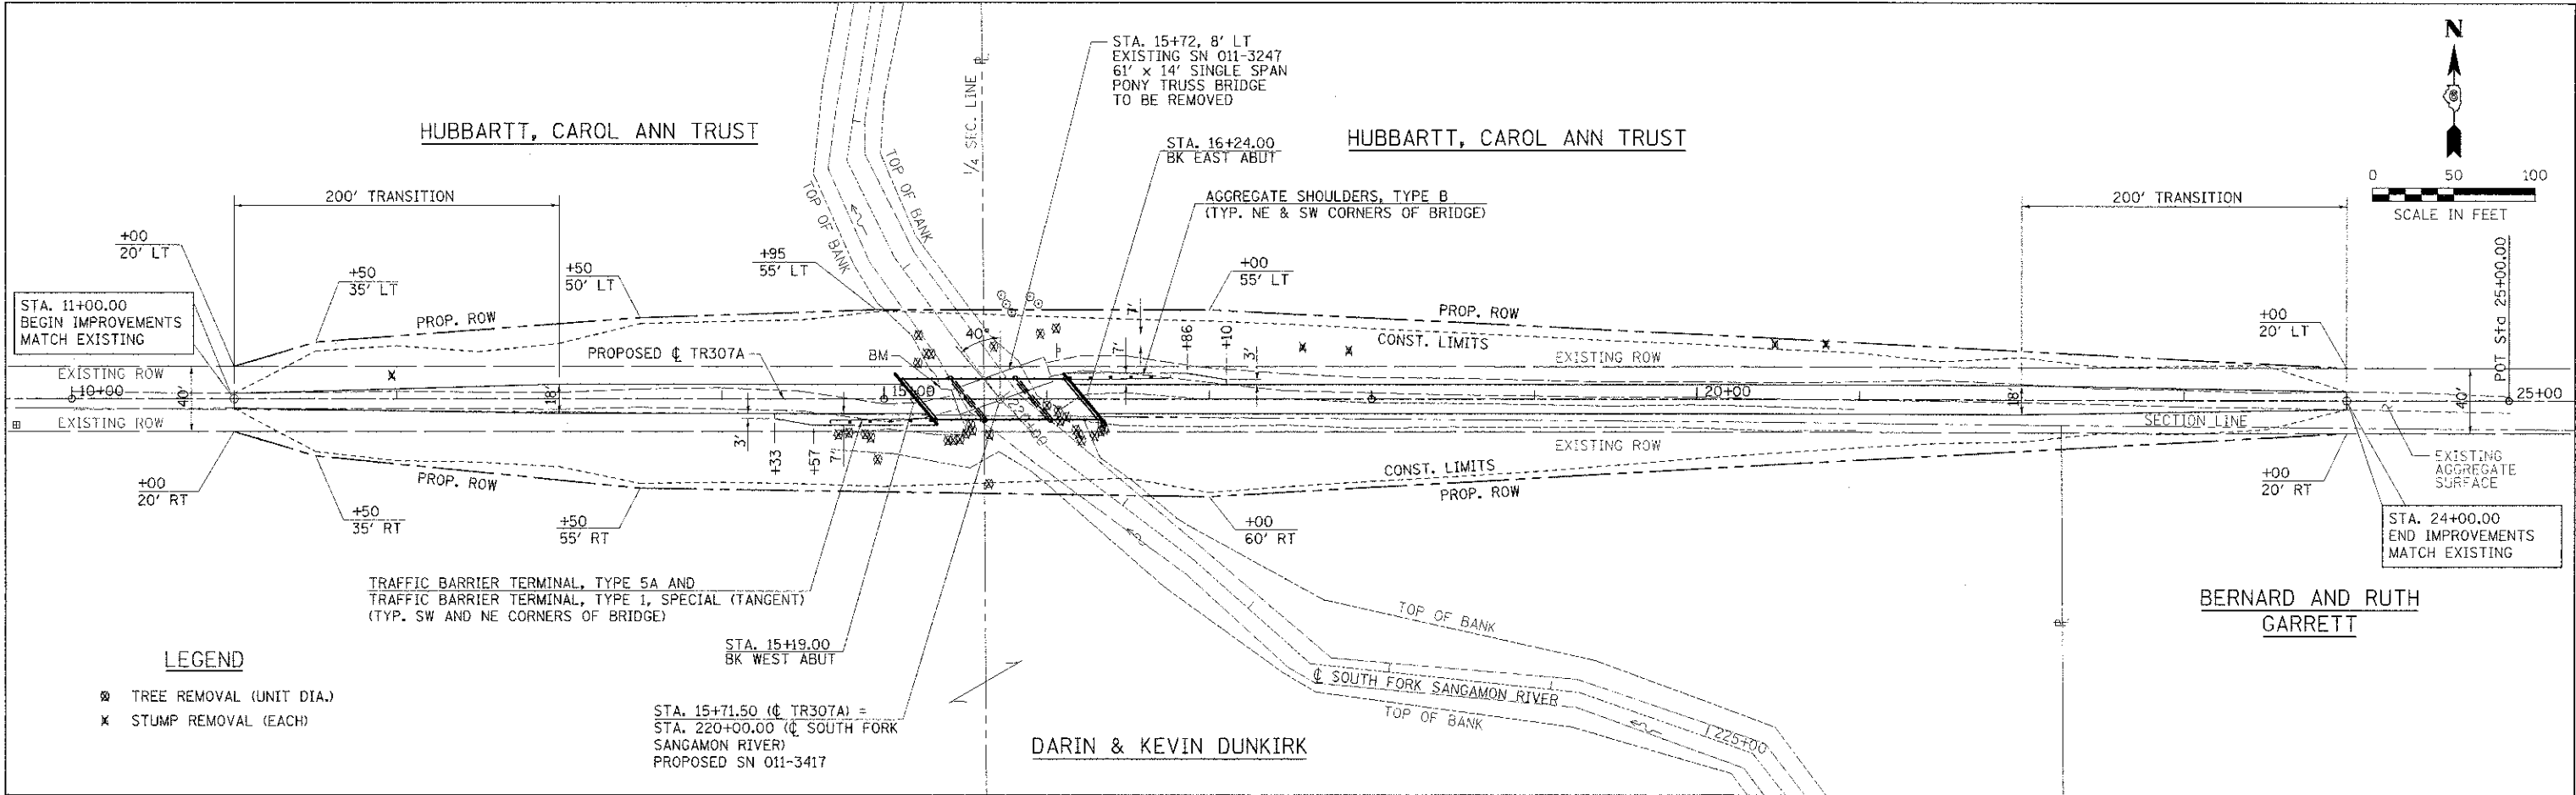 STA. 15+72, 8' LT
EXISTING SN 011-3247
61' x 14' SINGLE SPAN
PONY TRUSS BRIDGE
TO BE REMOVED
N
HUBBARTT, CAROL ANN TRUST
1/4 SEC. LINE
HUBBARTT, CAROL ANN TRUST
STA. 16+24.00
BK EAST ABUT
0 50 100
SCALE IN FEET
200' TRANSITION
TOP OF BANK
TOP OF BANK
AGGREGATE SHOULDERS, TYPE B
(TYP. NE & SW CORNERS OF BRIDGE)
200' TRANSITION
+00
20' LT
+50
35' LT
+50
50' LT
+95
55' LT
+00
55' LT
POT Sta 25+00.00
STA. 11+00.00
BEGIN IMPROVEMENTS
MATCH EXISTING
PROP. ROW
40°
7'
PROP. ROW
+00
20' LT
PROPOSED ℄ TR307A
BM
7'
+86
+10
3'
CONST. LIMITS
EXISTING ROW
EXISTING ROW
10+00
40'
18'
15+00
220+00
20+00
18'
40'
25+00
EXISTING ROW
3'
+33
+57
7'
SECTION LINE
EXISTING ROW
CONST. LIMITS
PROP. ROW
EXISTING
AGGREGATE
SURFACE
+00
20' RT
PROP. ROW
+50
35' RT
+50
55' RT
+00
60' RT
+00
20' RT
STA. 24+00.00
END IMPROVEMENTS
MATCH EXISTING
TRAFFIC BARRIER TERMINAL, TYPE 5A AND
TRAFFIC BARRIER TERMINAL, TYPE 1, SPECIAL (TANGENT)
(TYP. SW AND NE CORNERS OF BRIDGE)
BERNARD AND RUTH
GARRETT
TOP OF BANK
STA. 15+19.00
BK WEST ABUT
LEGEND
TREE REMOVAL (UNIT DIA.)
STUMP REMOVAL (EACH)
℄ SOUTH FORK SANGAMON RIVER
TOP OF BANK
225+00
STA. 15+71.50 (℄ TR307A) =
STA. 220+00.00 (℄ SOUTH FORK
SANGAMON RIVER)
PROPOSED SN 011-3417
DARIN & KEVIN DUNKIRK